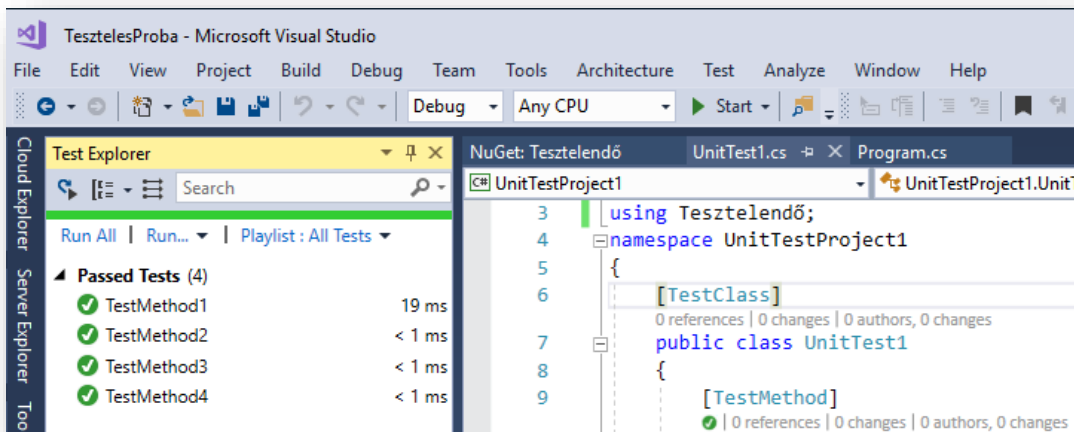 TesztelesProba - Microsoft Visual Studio
File Edit View Project Build Debug Team Tools Architecture Test Analyze Window Help
Debug Any CPU Start
Cloud Explorer
Server Explorer
Test Explorer
Search
Run All | Run... | Playlist : All Tests
Passed Tests (4)
TestMethod1 19 ms
TestMethod2 < 1 ms
TestMethod3 < 1 ms
TestMethod4 < 1 ms
NuGet: Tesztelendő UnitTest1.cs Program.cs
C# UnitTestProject1 UnitTestProject1.Unit
3 using Tesztelendő;
4 namespace UnitTestProject1
5 {
6 [TestClass]
0 references | 0 changes | 0 authors, 0 changes
7 public class UnitTest1
8 {
9 [TestMethod]
| 0 references | 0 changes | 0 authors, 0 changes